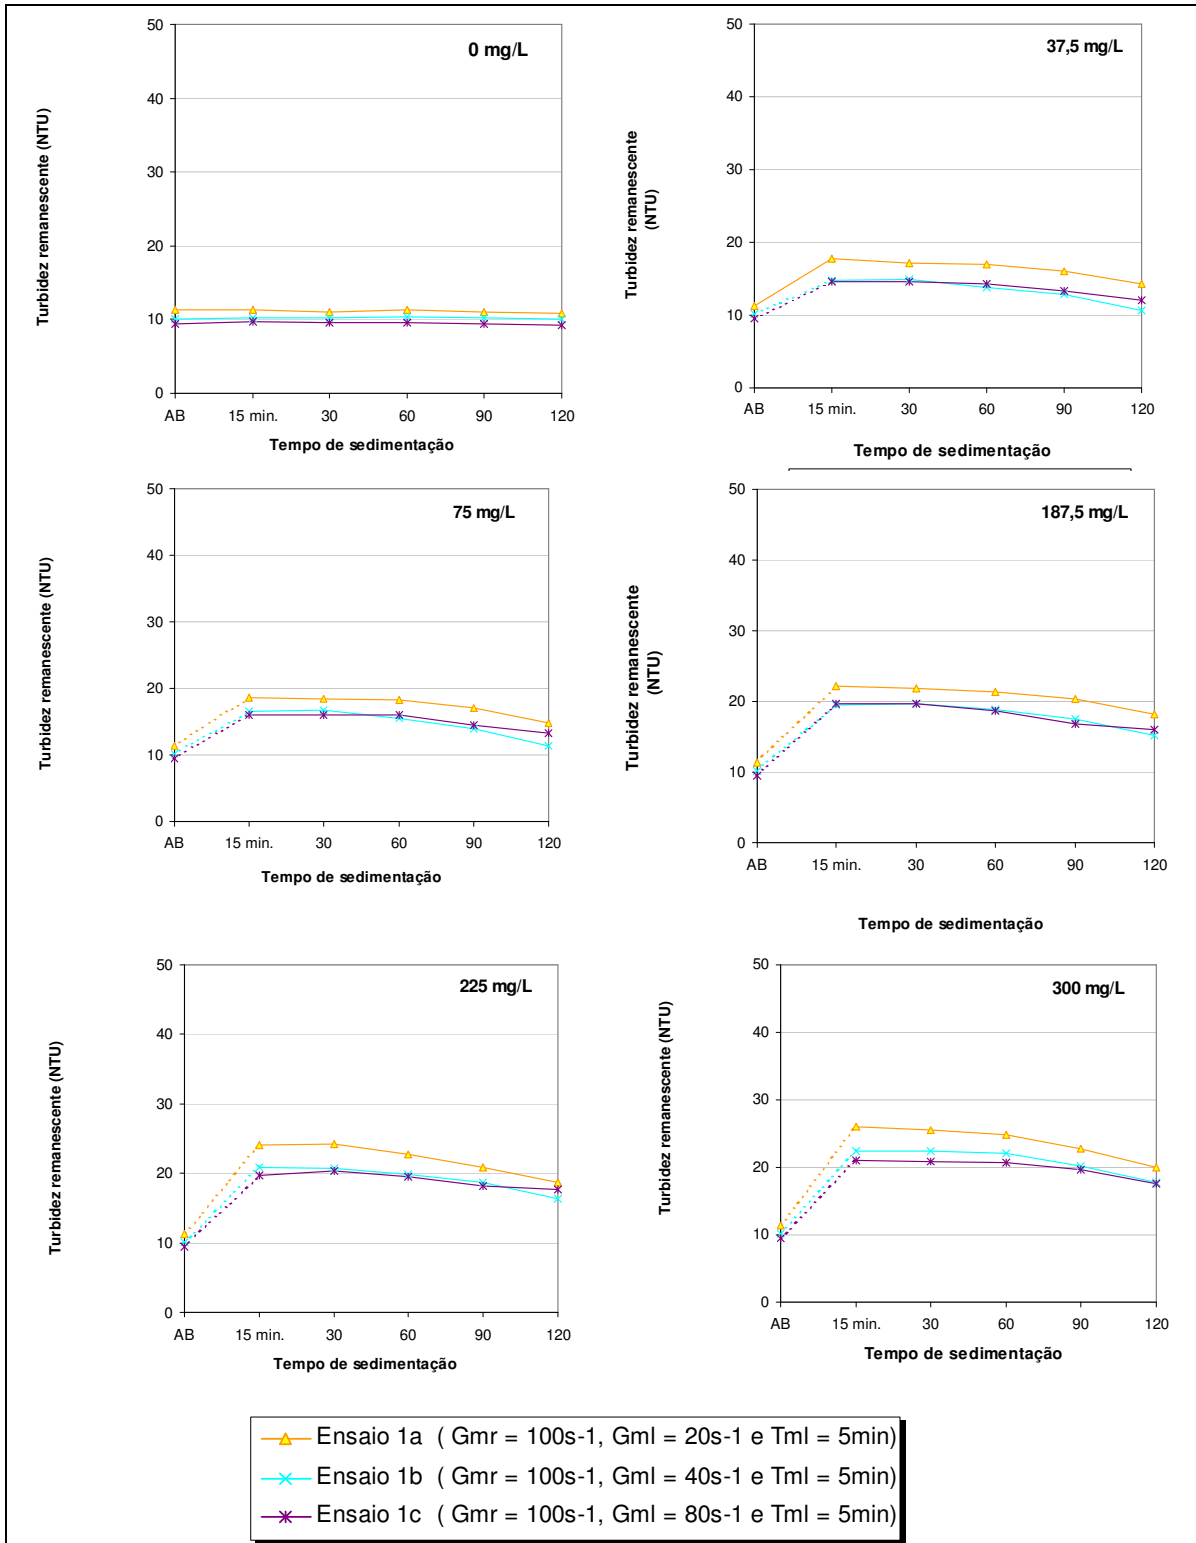 50
40
30
20
10
0
0 mg/L
Turbidez remanescente (NTU)
AB 15 min. 30 60 90 120
Tempo de sedimentação
50
40
30
20
10
0
37,5 mg/L
Turbidez remanescente
(NTU)
AB 15 min. 30 60 90 120
Tempo de sedimentação
50
40
30
20
10
0
75 mg/L
Turbidez remanescente (NTU)
AB 15 min. 30 60 90 120
Tempo de sedimentação
50
40
30
20
10
0
187,5 mg/L
Turbidez remanescente
(NTU)
AB 15 min. 30 60 90 120
Tempo de sedimentação
50
40
30
20
10
0
225 mg/L
Turbidez remanescente (NTU)
AB 15 min. 30 60 90 120
Tempo de sedimentação
50
40
30
20
10
0
300 mg/L
Turbidez remanescente (NTU)
AB 15 min. 30 60 90 120
Tempo de sedimentação
Ensaio 1a ( Gmr = 100s-1, Gml = 20s-1 e Tml = 5min)
Ensaio 1b ( Gmr = 100s-1, Gml = 40s-1 e Tml = 5min)
Ensaio 1c ( Gmr = 100s-1, Gml = 80s-1 e Tml = 5min)